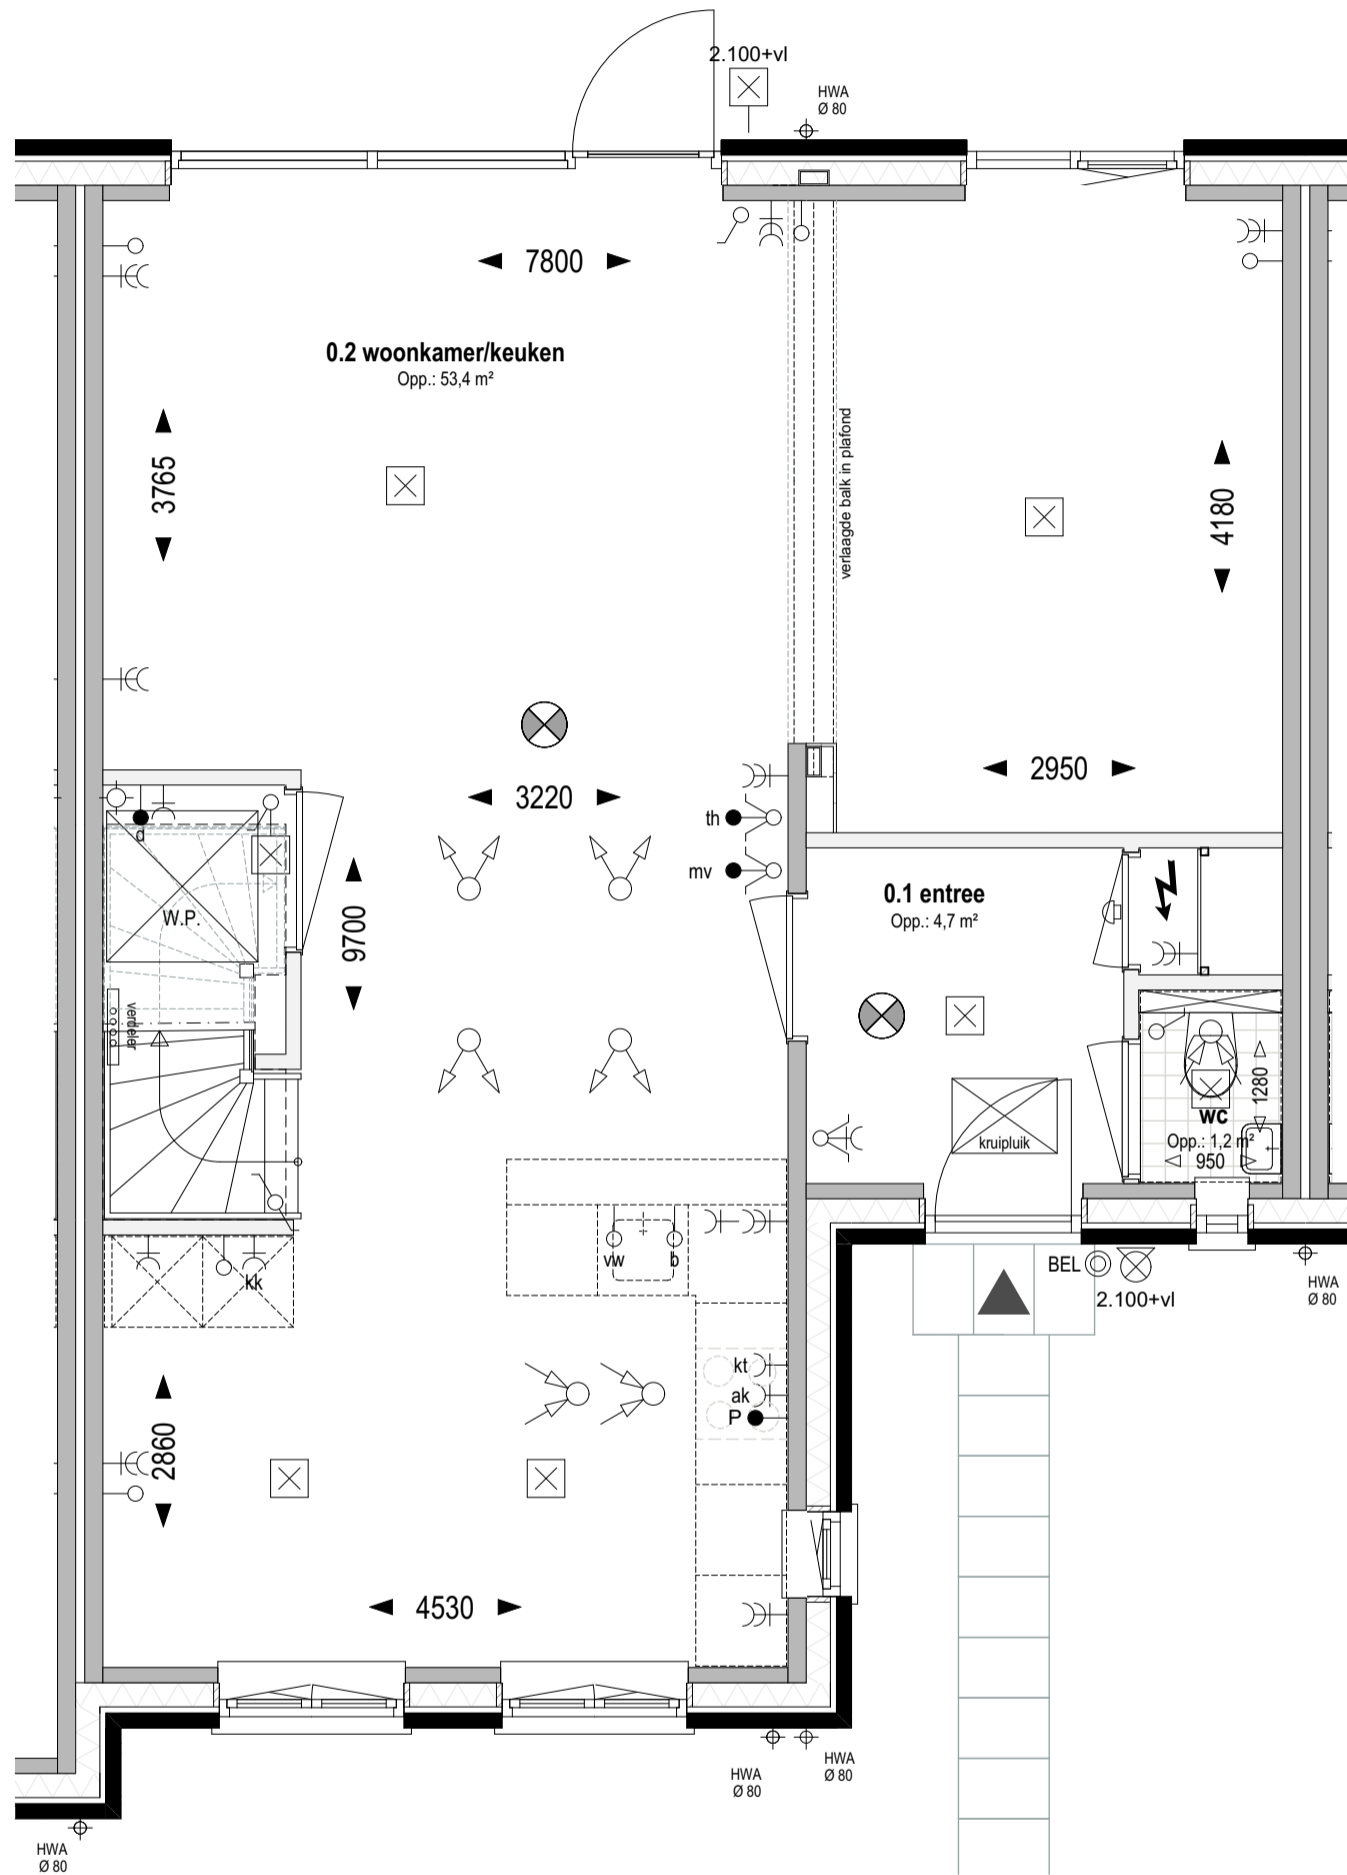 2.100+vl
HWA
Ø 80
7800
0.2 woonkamer/keuken
Opp.: 53,4 m²
3765
verlaagde balk in plafond
4180
2950
3220
th
mv
d
W.P.
9700
0.1 entree
Opp.: 4,7 m²
verdeler
kruipluik
1280
wc
Opp.: 1,2 m²
950
vw
b
kk
BEL
2.100+vl
HWA
Ø 80
kt
ak
P
2860
4530
HWA
Ø 80
HWA
Ø 80
HWA
Ø 80